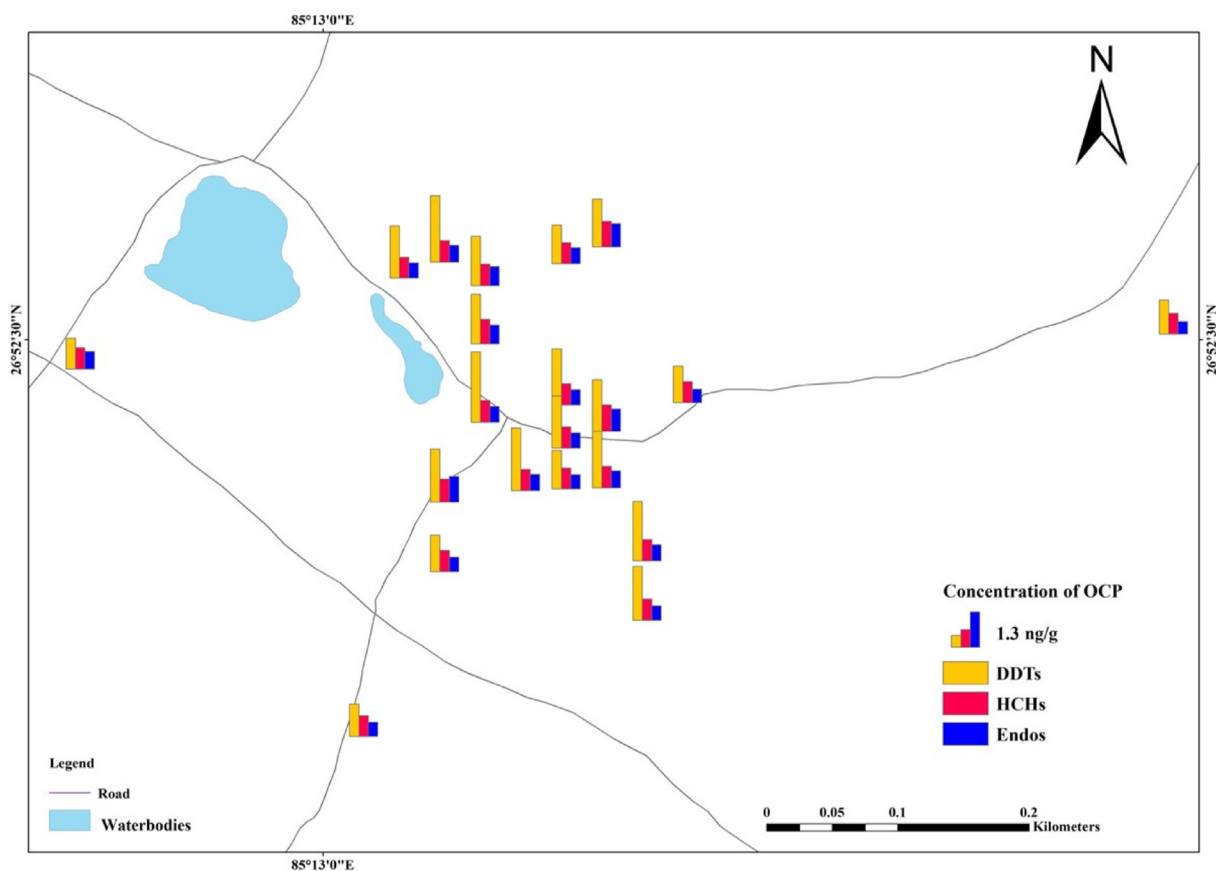 85°13'0"E
N
26°52'30"N
26°52'30"N
Concentration of OCP
1.3 ng/g
DDTs
HCHs
Endos
Legend
Road
Waterbodies
0 0.05 0.1 0.2
Kilometers
85°13'0"E